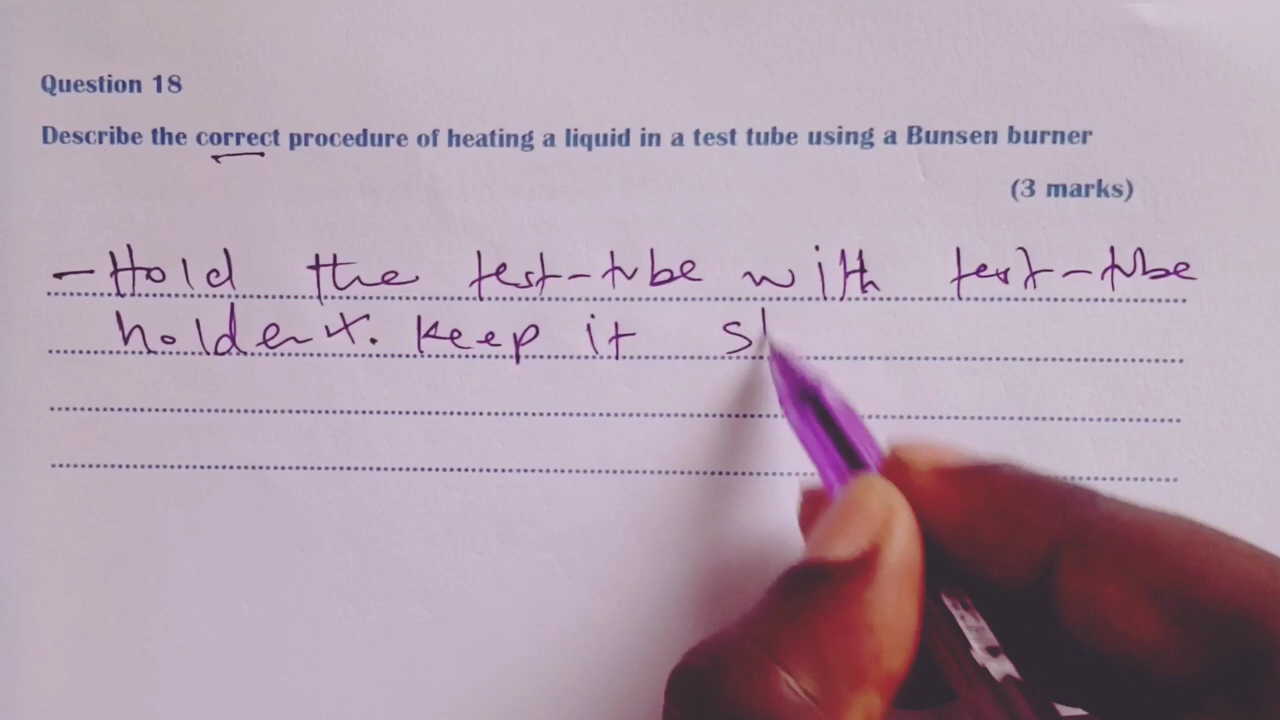 Question 18
Describe the correct procedure of heating a liquid in a test tube using a Bunsen burner
(3 marks)
- Hold the test-tube with test-tube
holder. Keep it